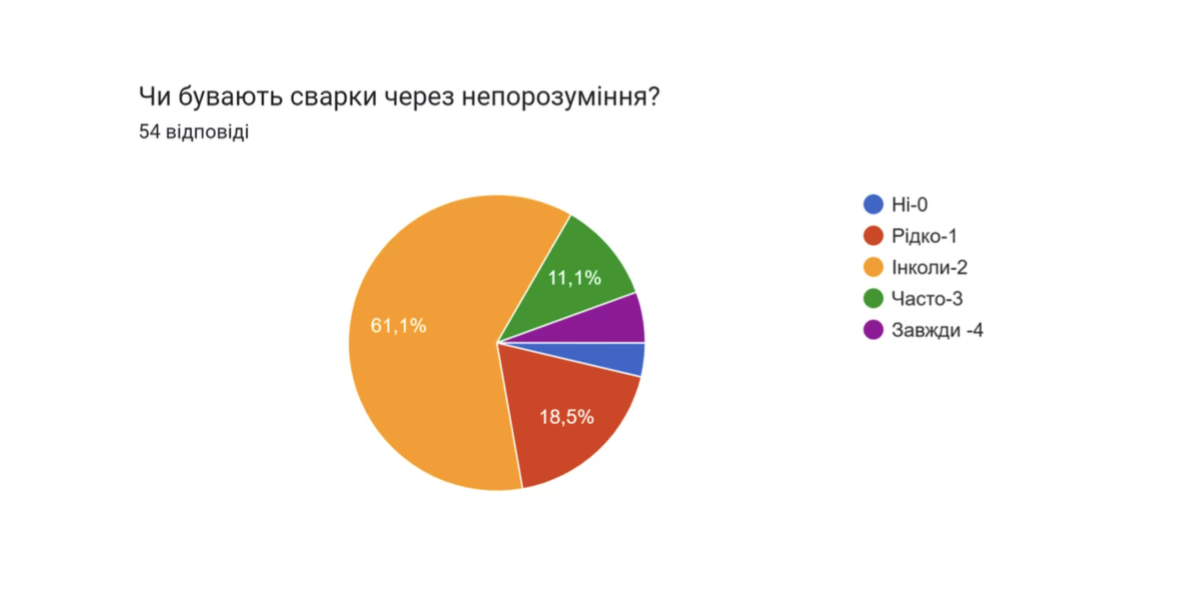 Чи бувають сварки через непорозуміння?
54 відповіді
Ні-0
Рідко-1
Інколи-2
Часто-3
Завжди -4
11,1%
61,1%
18,5%